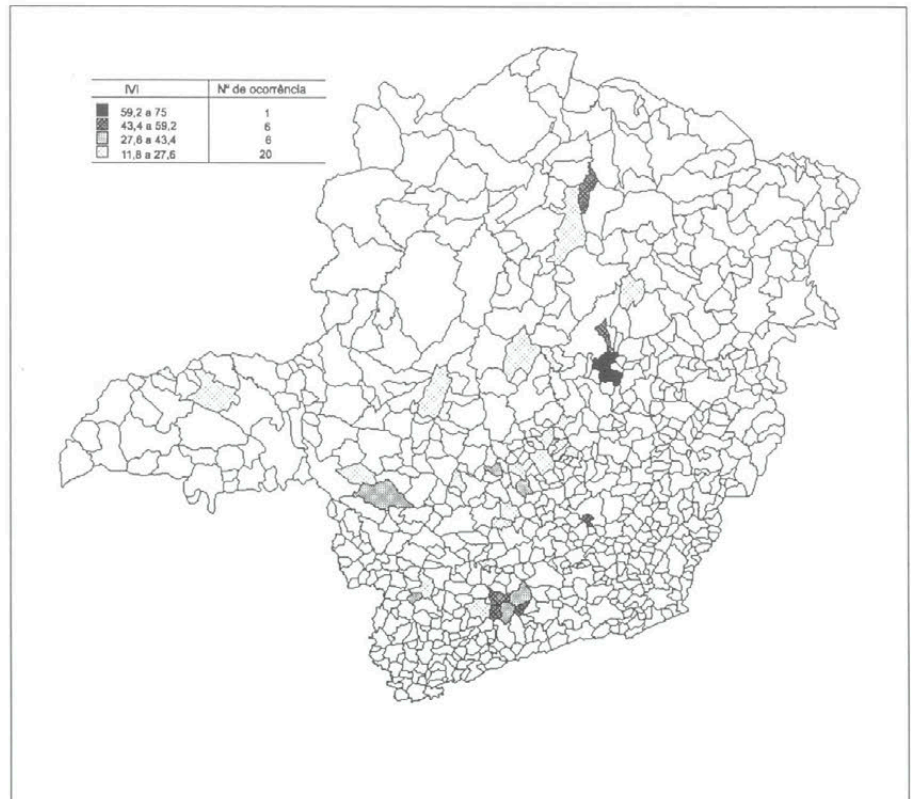 IVI Nº de ocorrência
59,2 a 75 1
43,4 a 59,2 6
27,6 a 43,4 6
11,8 a 27,6 20